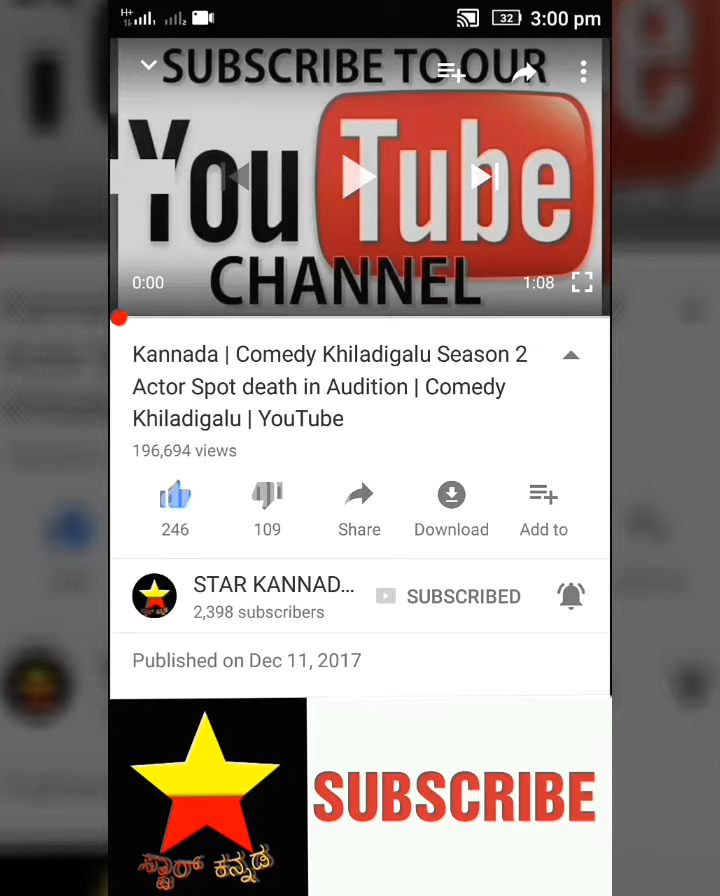 H+
32 3:00 pm
SUBSCRIBE TO OUR
YouTube
CHANNEL
0:00 1:08
Kannada | Comedy Khiladigalu Season 2
Actor Spot death in Audition | Comedy
Khiladigalu | YouTube
196,694 views
246 109 Share Download Add to
STAR KANNAD... SUBSCRIBED
2,398 subscribers
Published on Dec 11, 2017
SUBSCRIBE
ಸ್ಟಾರ್ ಕನ್ನಡ